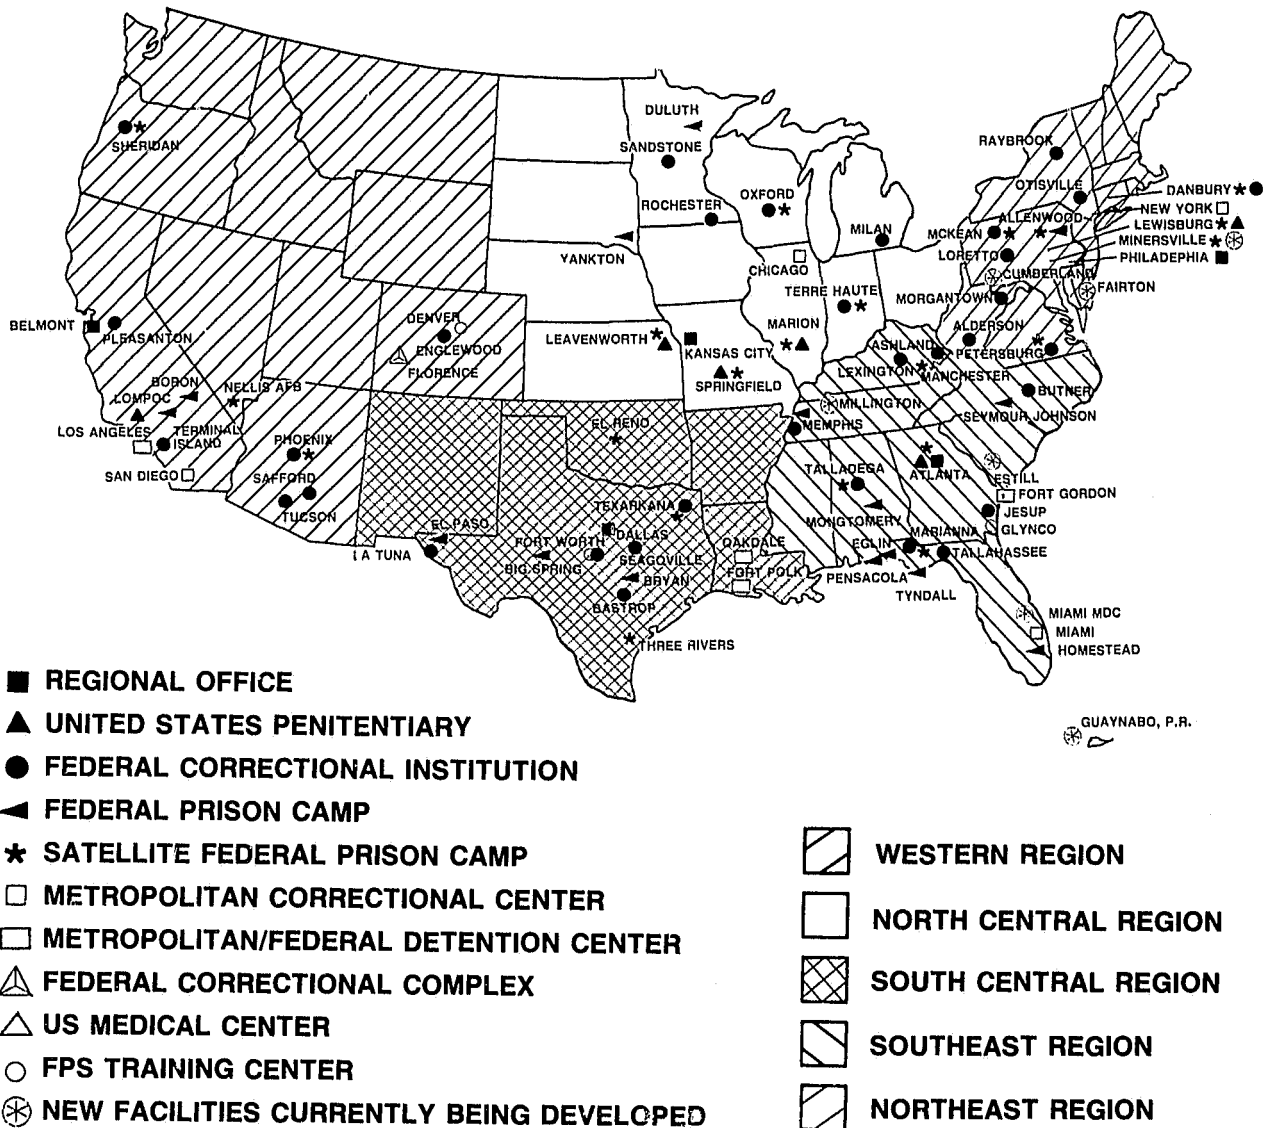 DULUTH
SANDSTONE
RAYBROOK
SHERIDAN
OTISVILLE
DANBURY
OXFORD
ROCHESTER
NEW YORK
ALLENWOOD
LEWISBURG
MILAN
MCKEAN
MINERSVILLE
YANKTON
LORETTO
PHILADEPHIA
CHICAGO
CUMBERLAND
TERRE HAUTE
FAIRTON
MORGANTOWN
DENVER
MARION
BELMONT
ALDERSON
PLEASANTON
LEAVENWORTH
ENGLEWOOD
KANSAS CITY
ASHLAND
PETERSBURG
FLORENCE
LEXINGTON
MANCHESTER
BORON
NELLIS AFB
SPRINGFIELD
BUTNER
LOMPOC
MILLINGTON
SEYMOUR JOHNSON
EL RENO
MEMPHIS
LOS ANGELES
TERMINAL
ISLAND
PHOENIX
SAN DIEGO
SAFFORD
TALLADEGA
ATLANTA
ESTILL
FORT GORDON
TEXARKANA
TUCSON
JESUP
EL PASO
MONGTOMERY
MARIANNA
GLYNCO
DALLAS
FORT WORTH
OAKDALE
EGLIN
LA TUNA
SEAGOVILLE
TALLAHASSEE
BIG SPRING
FORT POLK
BRYAN
PENSACOLA
TYNDALL
BASTROP
MIAMI MDC
MIAMI
THREE RIVERS
HOMESTEAD
REGIONAL OFFICE
UNITED STATES PENITENTIARY
GUAYNABO, P.R.
FEDERAL CORRECTIONAL INSTITUTION
FEDERAL PRISON CAMP
SATELLITE FEDERAL PRISON CAMP
METROPOLITAN CORRECTIONAL CENTER
METROPOLITAN/FEDERAL DETENTION CENTER
FEDERAL CORRECTIONAL COMPLEX
US MEDICAL CENTER
FPS TRAINING CENTER
NEW FACILITIES CURRENTLY BEING DEVELOPED
WESTERN REGION
NORTH CENTRAL REGION
SOUTH CENTRAL REGION
SOUTHEAST REGION
NORTHEAST REGION